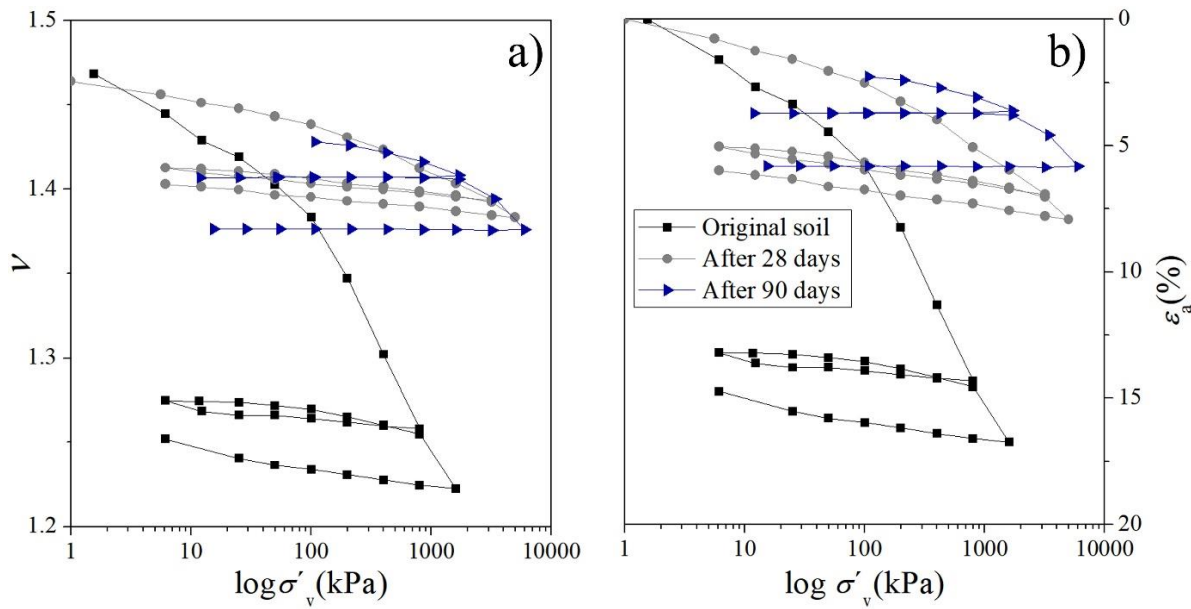 a)
1.5
1.4
1.3
1.2
ν
1
10
100
1000
10000
log σ′v (kPa)
b)
0
5
10
15
20
εa(%)
Original soil
After 28 days
After 90 days
1
10
100
1000
10000
log σ′v (kPa)